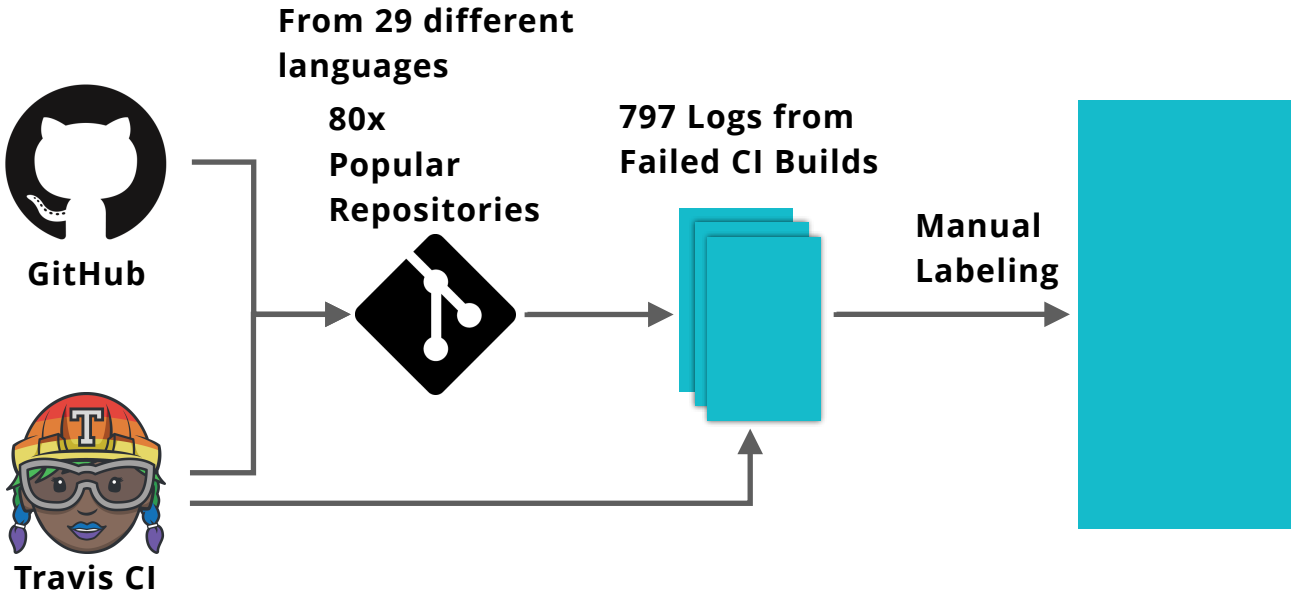 From 29 different
languages
80x
Popular
Repositories
797 Logs from
Failed CI Builds
Manual
Labeling
GitHub
T
Travis CI